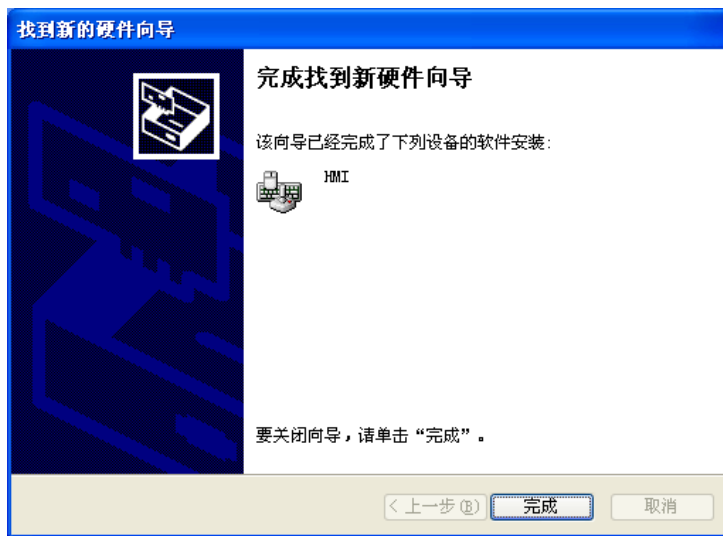 找到新的硬件向导
完成找到新硬件向导
该向导已经完成了下列设备的软件安装:
HMI
要关闭向导，请单击“完成”。
< 上一步(B)
完成
取消